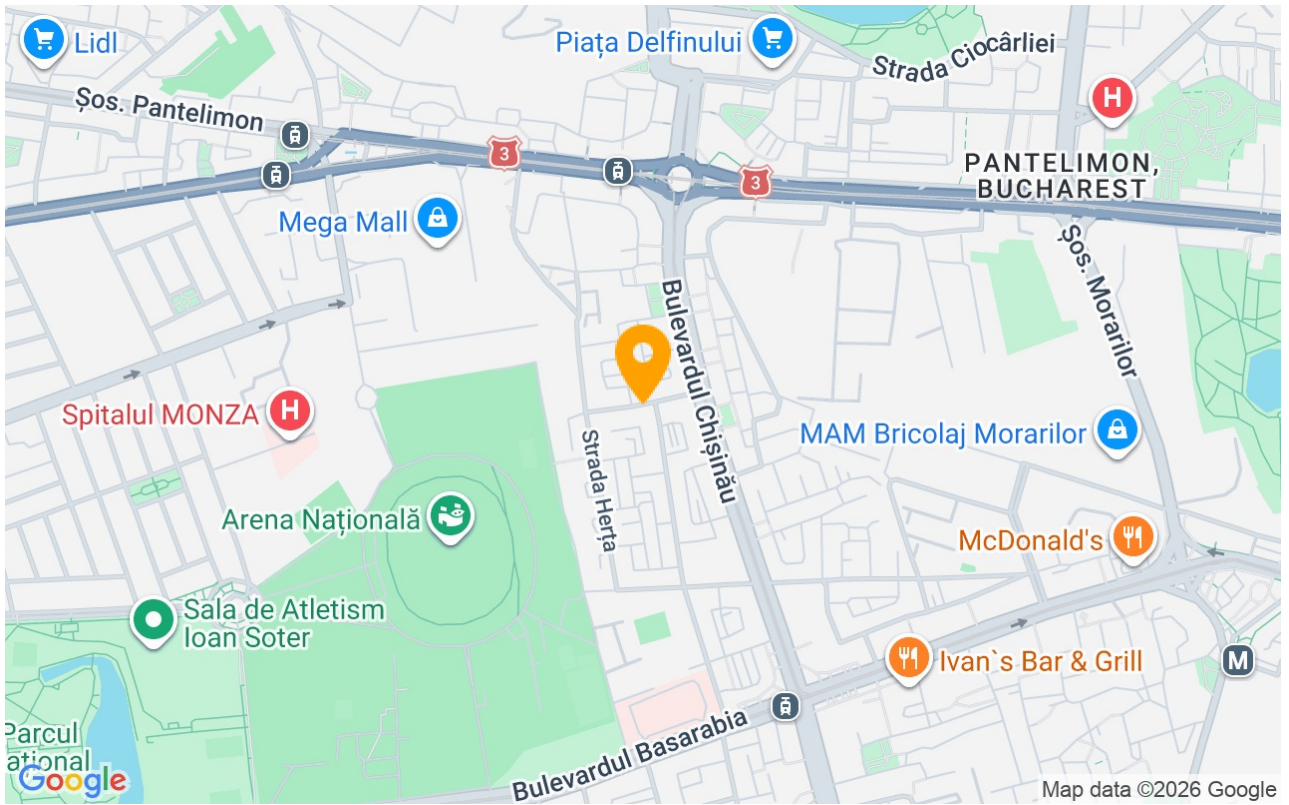 Lidl
Piața Delfinului
Strada Ciocârliei
Șos. Pantelimon
H
3
3
PANTELIMON,
BUCHAREST
Mega Mall
Șos. Morarilor
Bulevardul Chișinău
Spitalul MONZA
H
MAM Bricolaj Morarilor
Strada Herța
Arena Națională
McDonald's
Sala de Atletism
Ioan Soter
Ivan`s Bar & Grill
M
Parcul
ațional
Bulevardul Basarabia
Google
Map data ©2026 Google